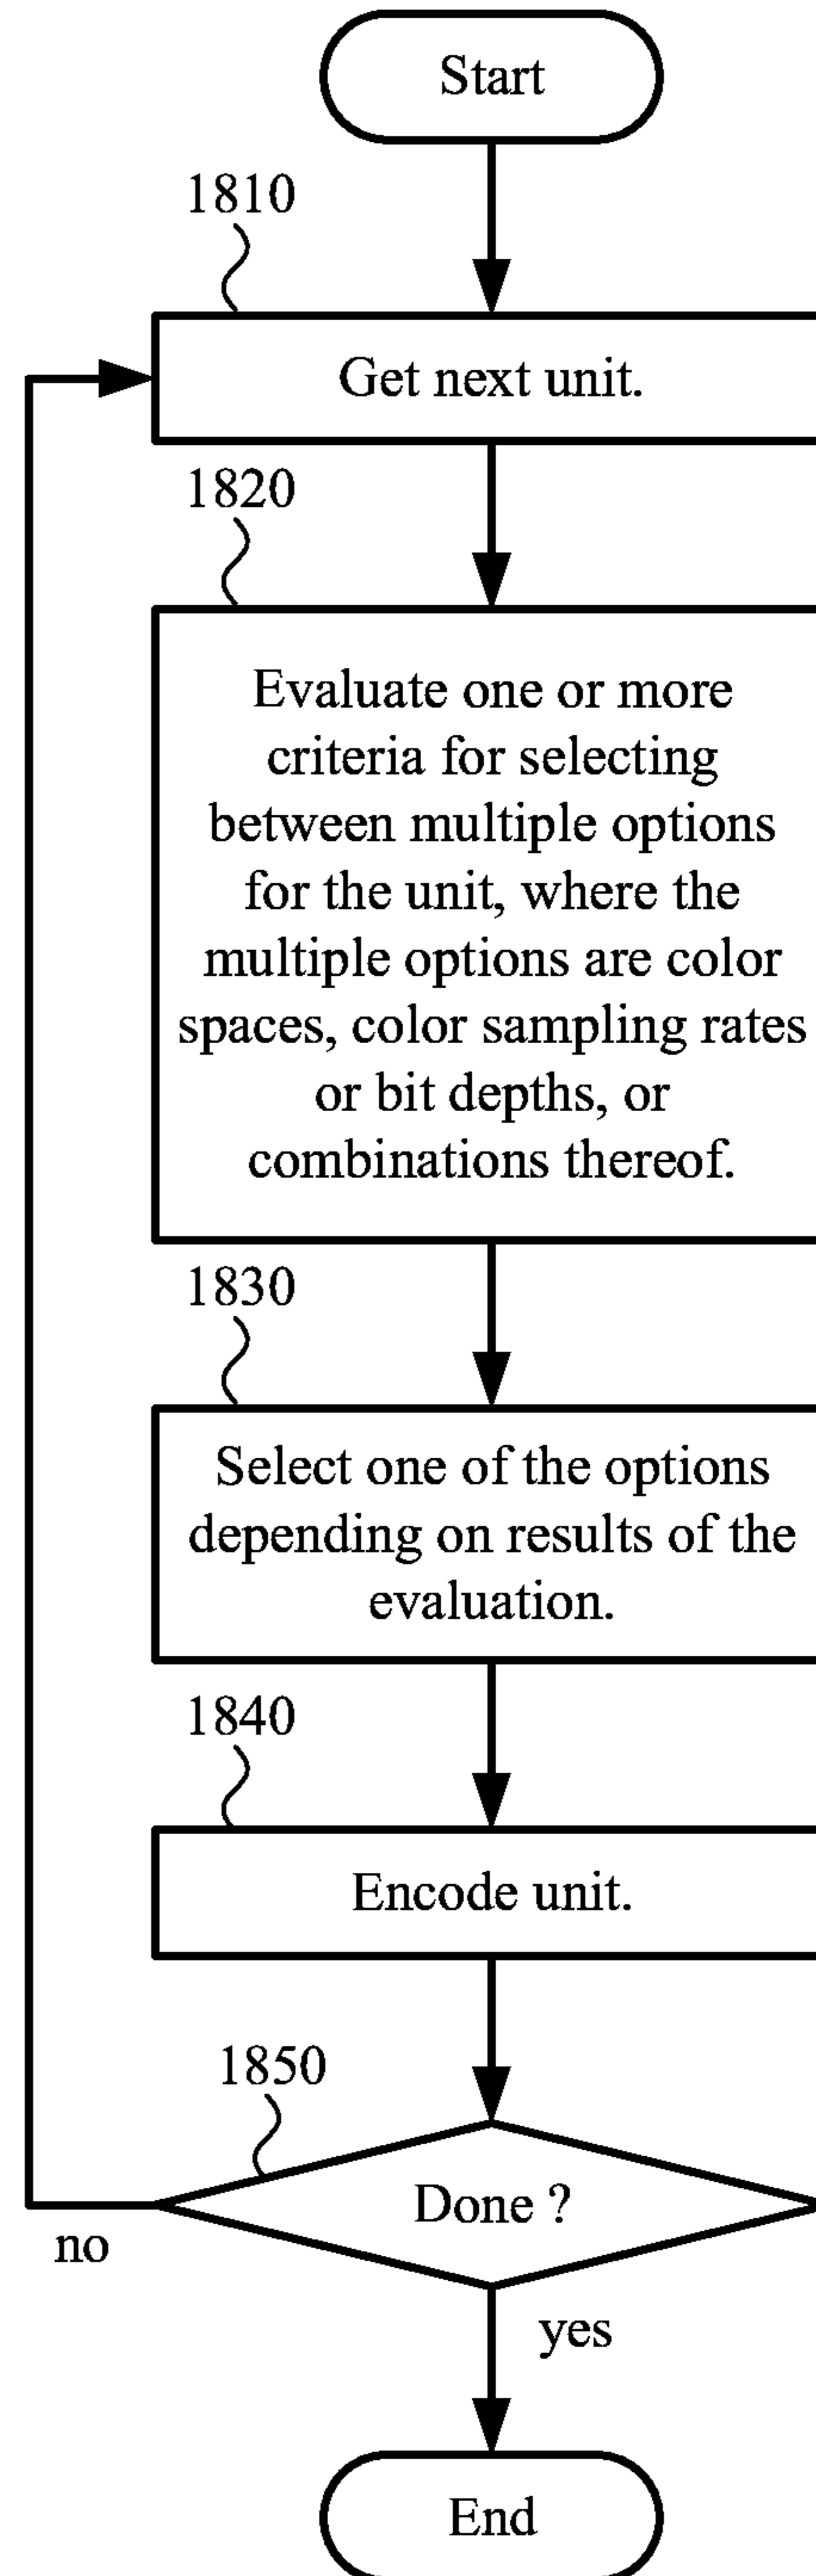 Start
1810
Get next unit.
1820
Evaluate one or more
criteria for selecting
between multiple options
for the unit, where the
multiple options are color
spaces, color sampling rates
or bit depths, or
combinations thereof.
1830
Select one of the options
depending on results of the
evaluation.
1840
Encode unit.
1850
Done ?
no
yes
End